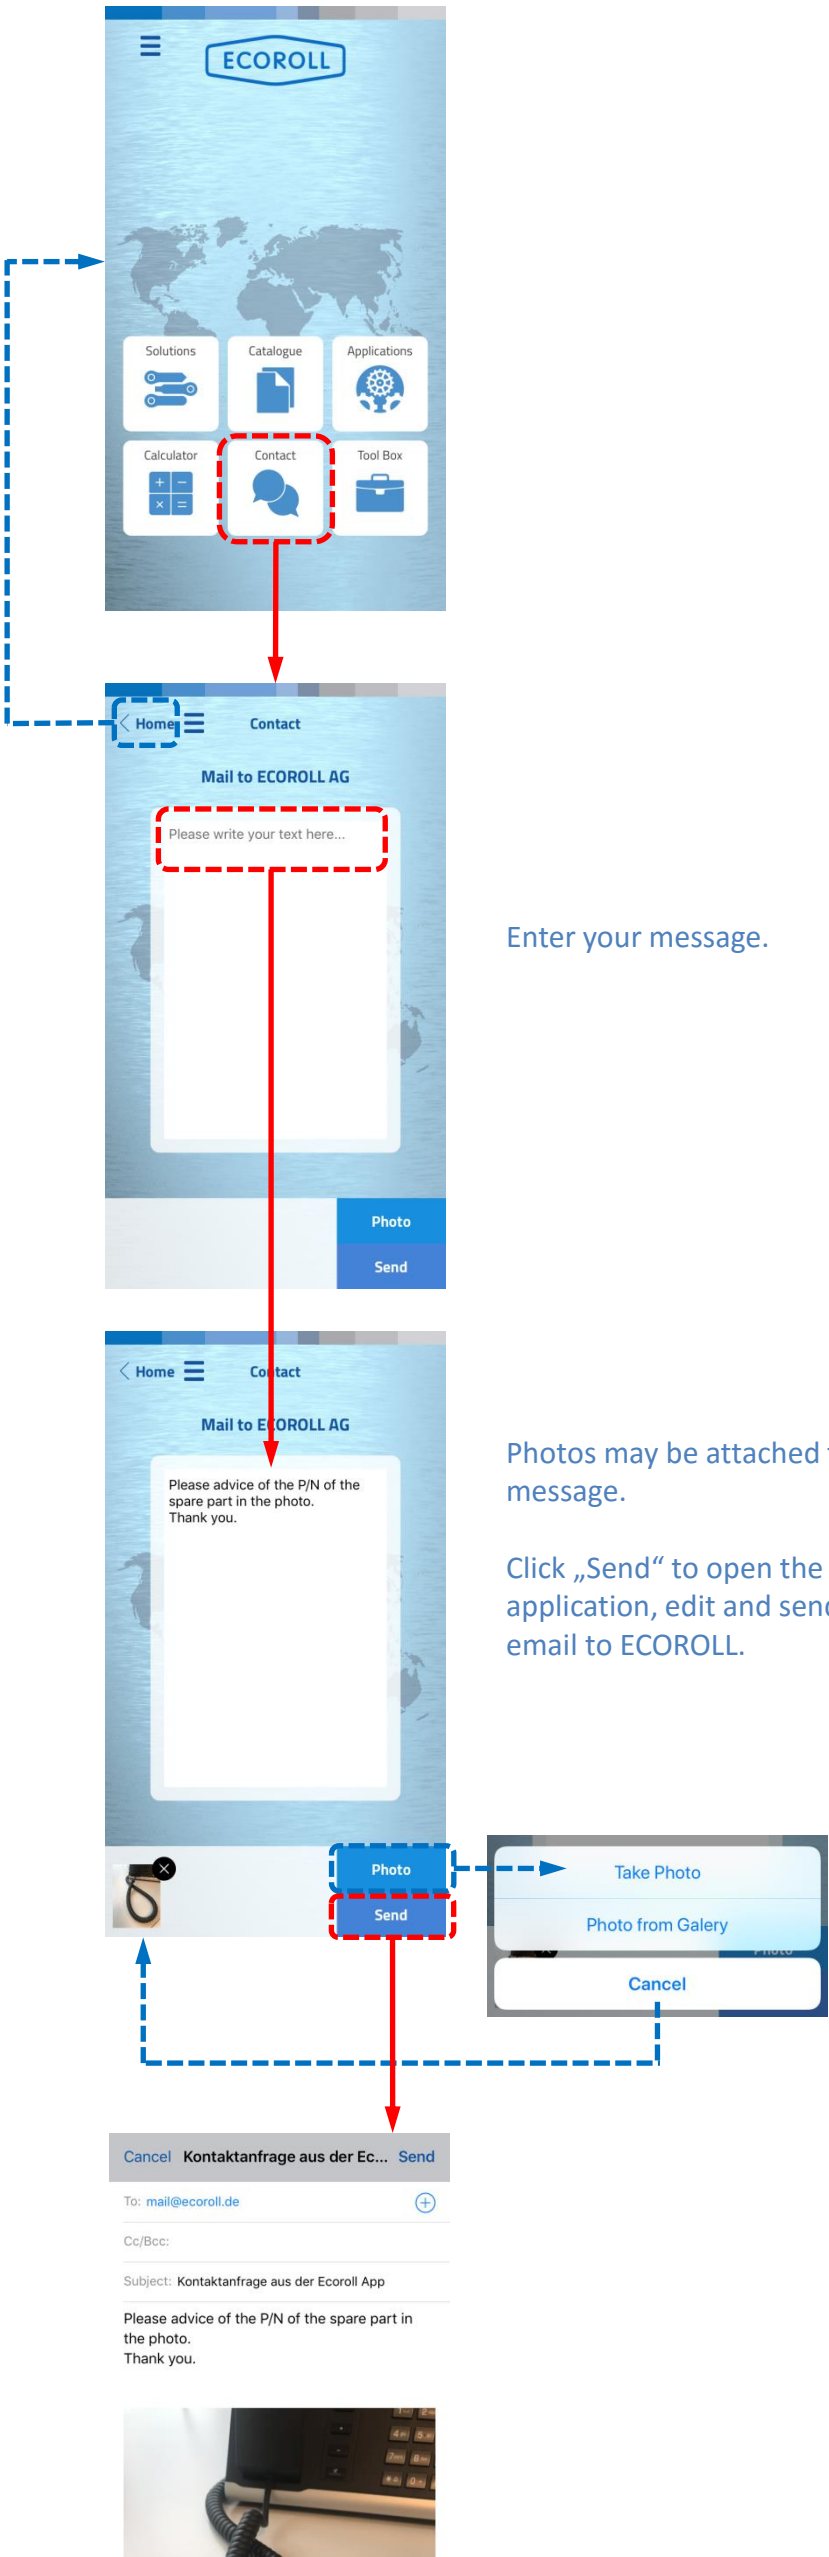 ECOROLL
Solutions
Catalogue
Applications
Calculator
Contact
Tool Box
Home
Contact
Mail to ECOROLL AG
Please write your text here...
Enter your message.
Photo
Send
Home
Contact
Mail to ECOROLL AG
Please advice of the P/N of the
spare part in the photo.
Thank you.
Photos may be attached
message.
Click „Send“ to open the
application, edit and send
email to ECOROLL.
Photo
Send
Take Photo
Photo from Galery
Cancel
Cancel Kontaktanfrage aus der Ec... Send
To: mail@ecoroll.de
Cc/Bcc:
Subject: Kontaktanfrage aus der Ecoroll App
Please advice of the P/N of the spare part in
the photo.
Thank you.